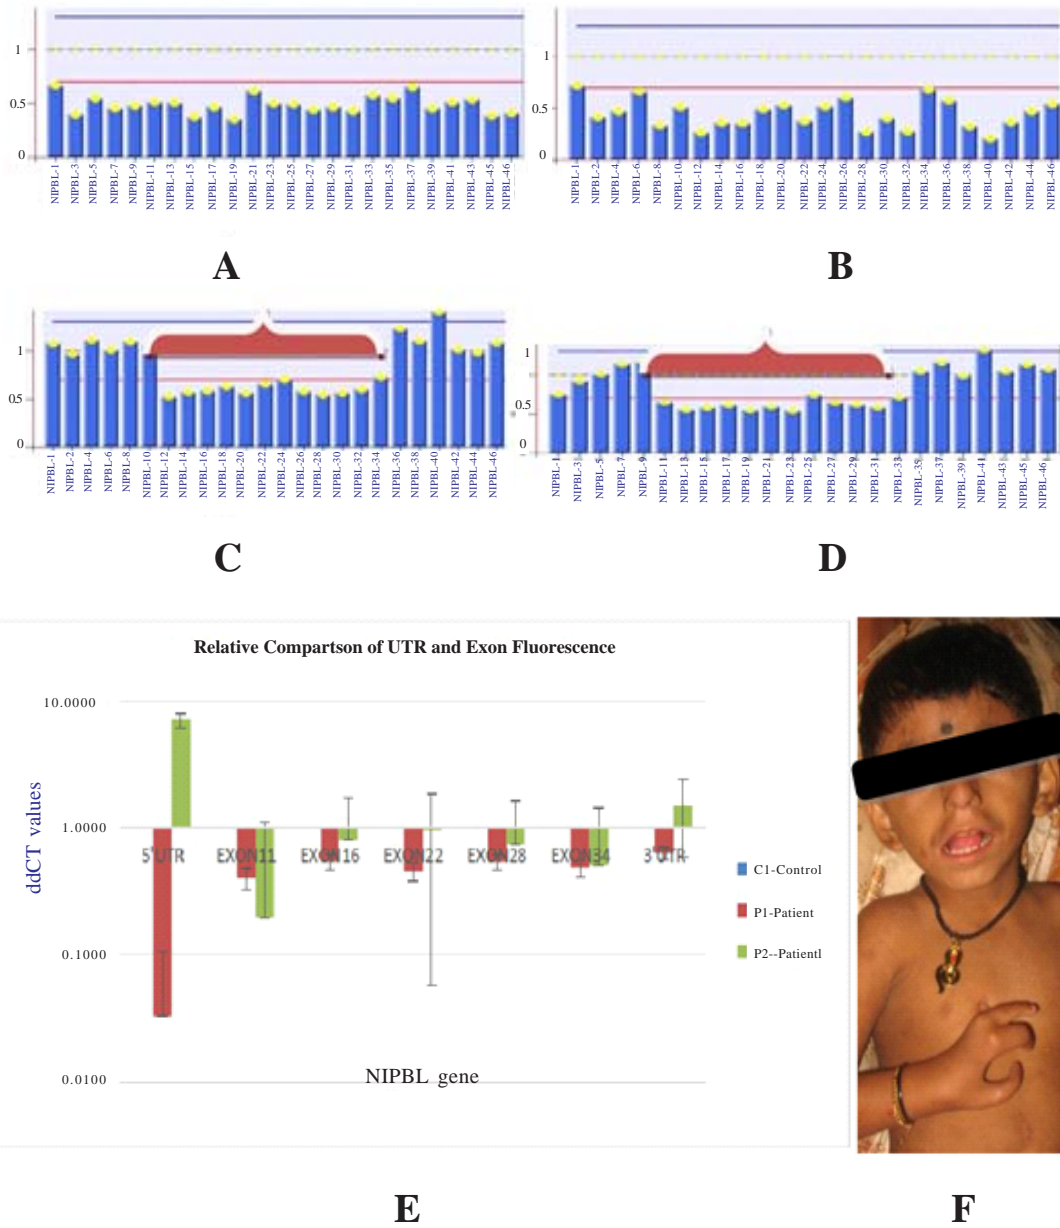 1
0.5
0
NIPBL-1
NIPBL-3
NIPBL-5
NIPBL-7
NIPBL-9
NIPBL-11
NIPBL-13
NIPBL-15
NIPBL-17
NIPBL-19
NIPBL-21
NIPBL-23
NIPBL-25
NIPBL-27
NIPBL-29
NIPBL-31
NIPBL-33
NIPBL-35
NIPBL-37
NIPBL-39
NIPBL-41
NIPBL-43
NIPBL-45
NIPBL-46
A
1
0.5
0
NIPBL-1
NIPBL-2
NIPBL-4
NIPBL-6
NIPBL-8
NIPBL-10
NIPBL-12
NIPBL-14
NIPBL-16
NIPBL-18
NIPBL-20
NIPBL-22
NIPBL-24
NIPBL-26
NIPBL-28
NIPBL-30
NIPBL-32
NIPBL-34
NIPBL-36
NIPBL-38
NIPBL-40
NIPBL-42
NIPBL-44
NIPBL-46
B
1
0.5
0
NIPBL-1
NIPBL-2
NIPBL-4
NIPBL-6
NIPBL-8
NIPBL-10
NIPBL-12
NIPBL-14
NIPBL-16
NIPBL-18
NIPBL-20
NIPBL-22
NIPBL-24
NIPBL-26
NIPBL-28
NIPBL-30
NIPBL-32
NIPBL-34
NIPBL-36
NIPBL-38
NIPBL-40
NIPBL-42
NIPBL-44
NIPBL-46
C
1
0.5
0
NIPBL-1
NIPBL-3
NIPBL-5
NIPBL-7
NIPBL-9
NIPBL-11
NIPBL-13
NIPBL-15
NIPBL-17
NIPBL-19
NIPBL-21
NIPBL-23
NIPBL-25
NIPBL-27
NIPBL-29
NIPBL-31
NIPBL-33
NIPBL-35
NIPBL-37
NIPBL-39
NIPBL-41
NIPBL-43
NIPBL-45
NIPBL-46
D
Relative Compartson of UTR and Exon Fluorescence
ddCT values
10.0000
1.0000
0.1000
0.0100
5'UTR EXON11 EXON16 EXON22 EXON28 EXON34 3'UTR
NIPBL gene
C1-Control
P1-Patient
P2--Patientl
E
F